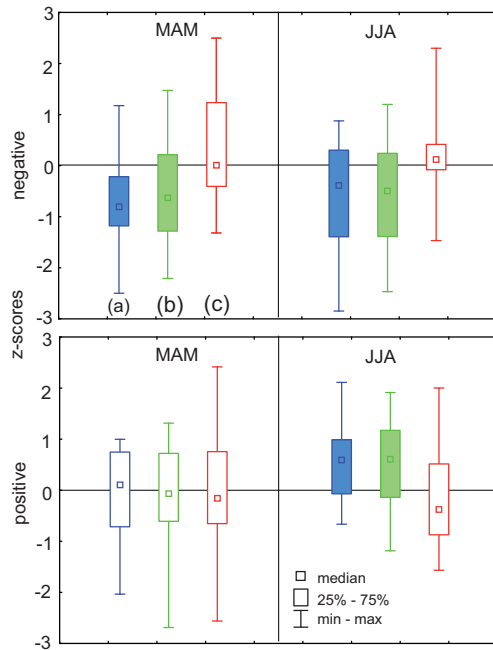 MAM JJA
3
2
1
0
-1
-2
-3
negative
(a) (b) (c)
z-scores
MAM JJA
3
2
1
0
-1
-2
-3
positive
median
25% - 75%
min - max